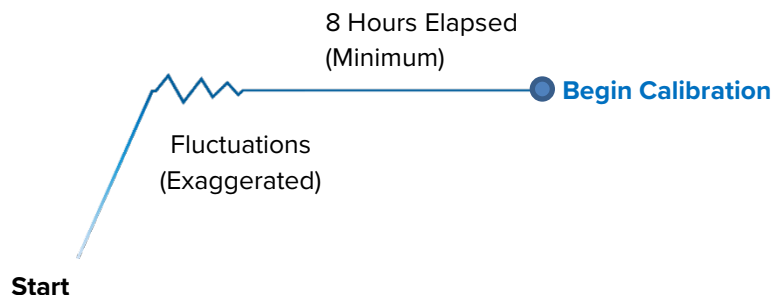 8 Hours Elapsed
(Minimum)
Begin Calibration
Fluctuations
(Exaggerated)
Start